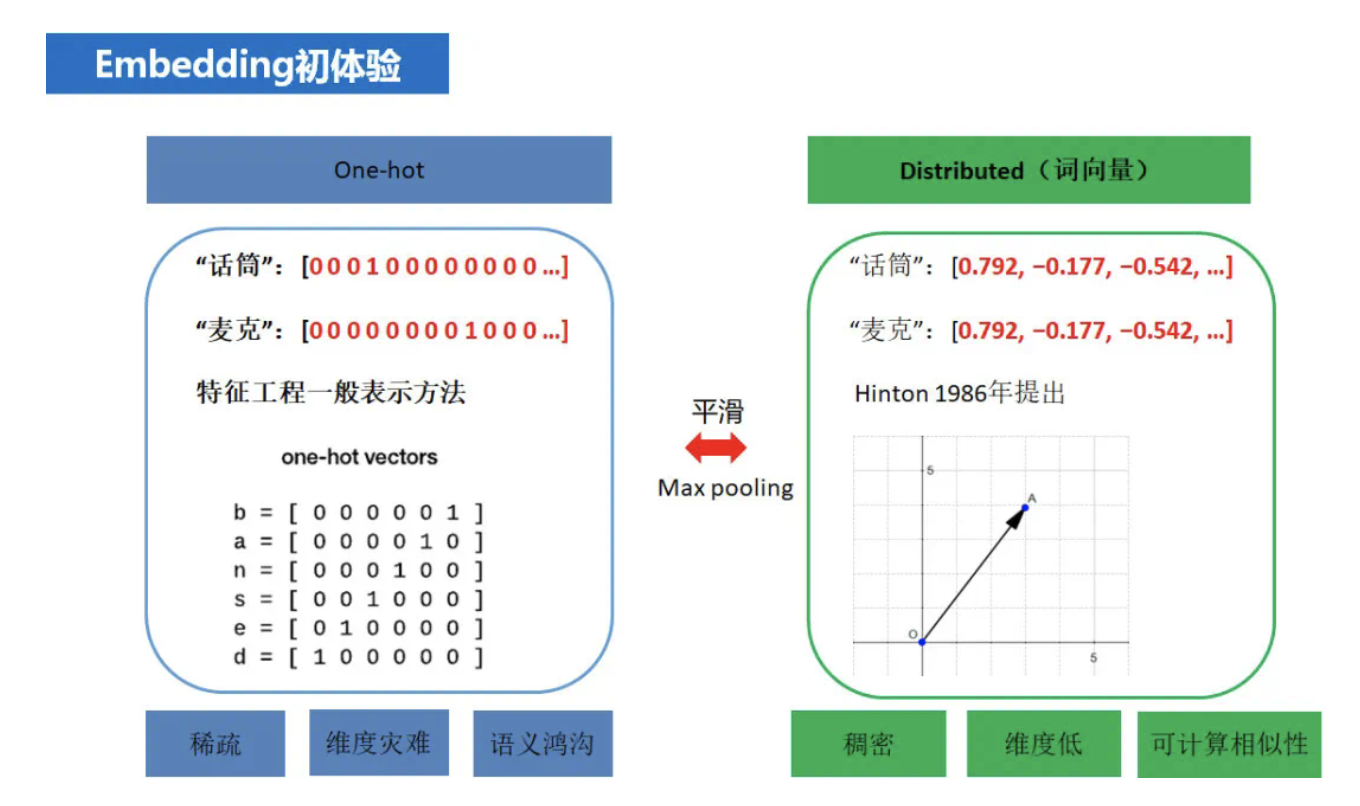 Embedding初体验
One-hot
“话筒”：[0 0 0 1 0 0 0 0 0 0 0 0 ...]
“麦克”：[0 0 0 0 0 0 0 0 1 0 0 0 ...]
特征工程一般表示方法
one-hot vectors
b = [ 0 0 0 0 0 1 ]
a = [ 0 0 0 0 1 0 ]
n = [ 0 0 0 1 0 0 ]
s = [ 0 0 1 0 0 0 ]
e = [ 0 1 0 0 0 0 ]
d = [ 1 0 0 0 0 0 ]
稀疏
维度灾难
语义鸿沟
平滑
Max pooling
Distributed（词向量）
“话筒”：[0.792, −0.177, −0.542, ...]
“麦克”：[0.792, −0.177, −0.542, ...]
Hinton 1986年提出
5
A
O
5
稠密
维度低
可计算相似性